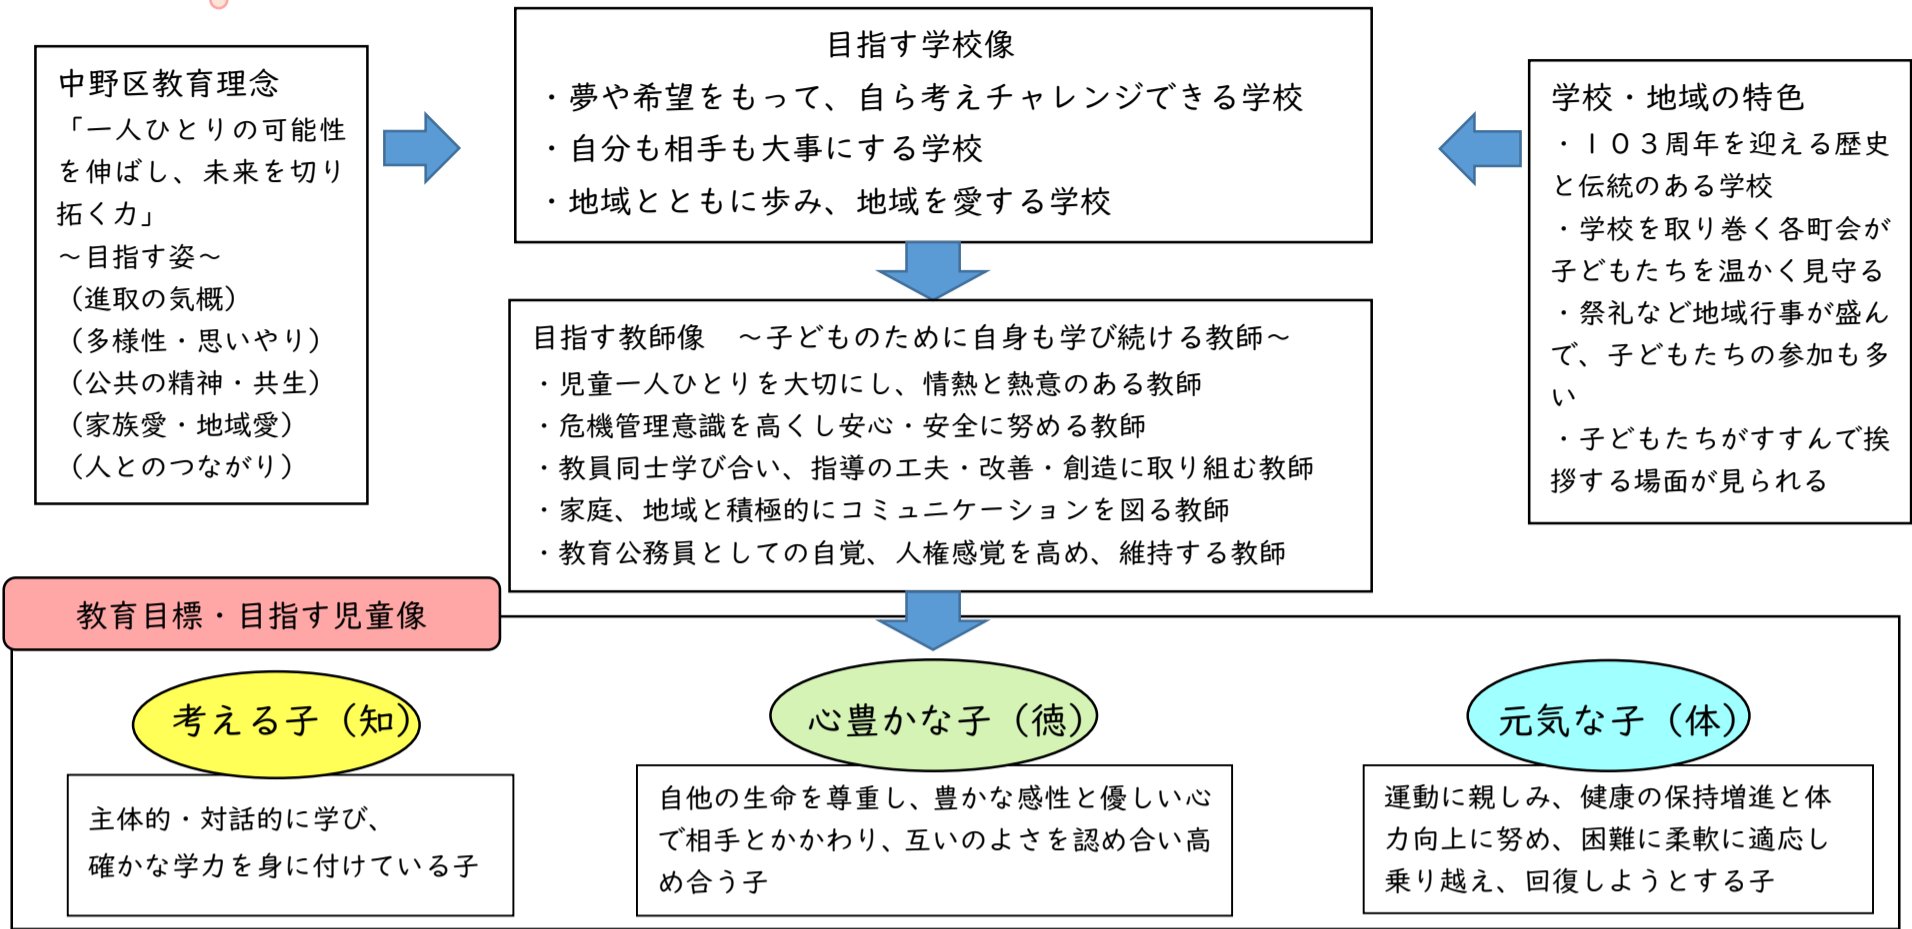 中野区教育理念
「一人ひとりの可能性
を伸ばし、未来を切り
拓く力」
～目指す姿～
（進取の気概）
（多様性・思いやり）
（公共の精神・共生）
（家族愛・地域愛）
（人とのつながり）
目指す学校像
・夢や希望をもって、自ら考えチャレンジできる学校
・自分も相手も大事にする学校
・地域とともに歩み、地域を愛する学校
学校・地域の特色
・１０３周年を迎える歴史
と伝統のある学校
・学校を取り巻く各町会が
子どもたちを温かく見守る
・祭礼など地域行事が盛ん
で、子どもたちの参加も多
い
・子どもたちがすすんで挨
拶する場面が見られる
目指す教師像　～子どものために自身も学び続ける教師～
・児童一人ひとりを大切にし、情熱と熱意のある教師
・危機管理意識を高くし安心・安全に努める教師
・教員同士学び合い、指導の工夫・改善・創造に取り組む教師
・家庭、地域と積極的にコミュニケーションを図る教師
・教育公務員としての自覚、人権感覚を高め、維持する教師
教育目標・目指す児童像
考える子（知）
主体的・対話的に学び、
確かな学力を身に付けている子
心豊かな子（徳）
自他の生命を尊重し、豊かな感性と優しい心
で相手とかかわり、互いのよさを認め合い高
め合う子
元気な子（体）
運動に親しみ、健康の保持増進と体
力向上に努め、困難に柔軟に適応し
乗り越え、回復しようとする子